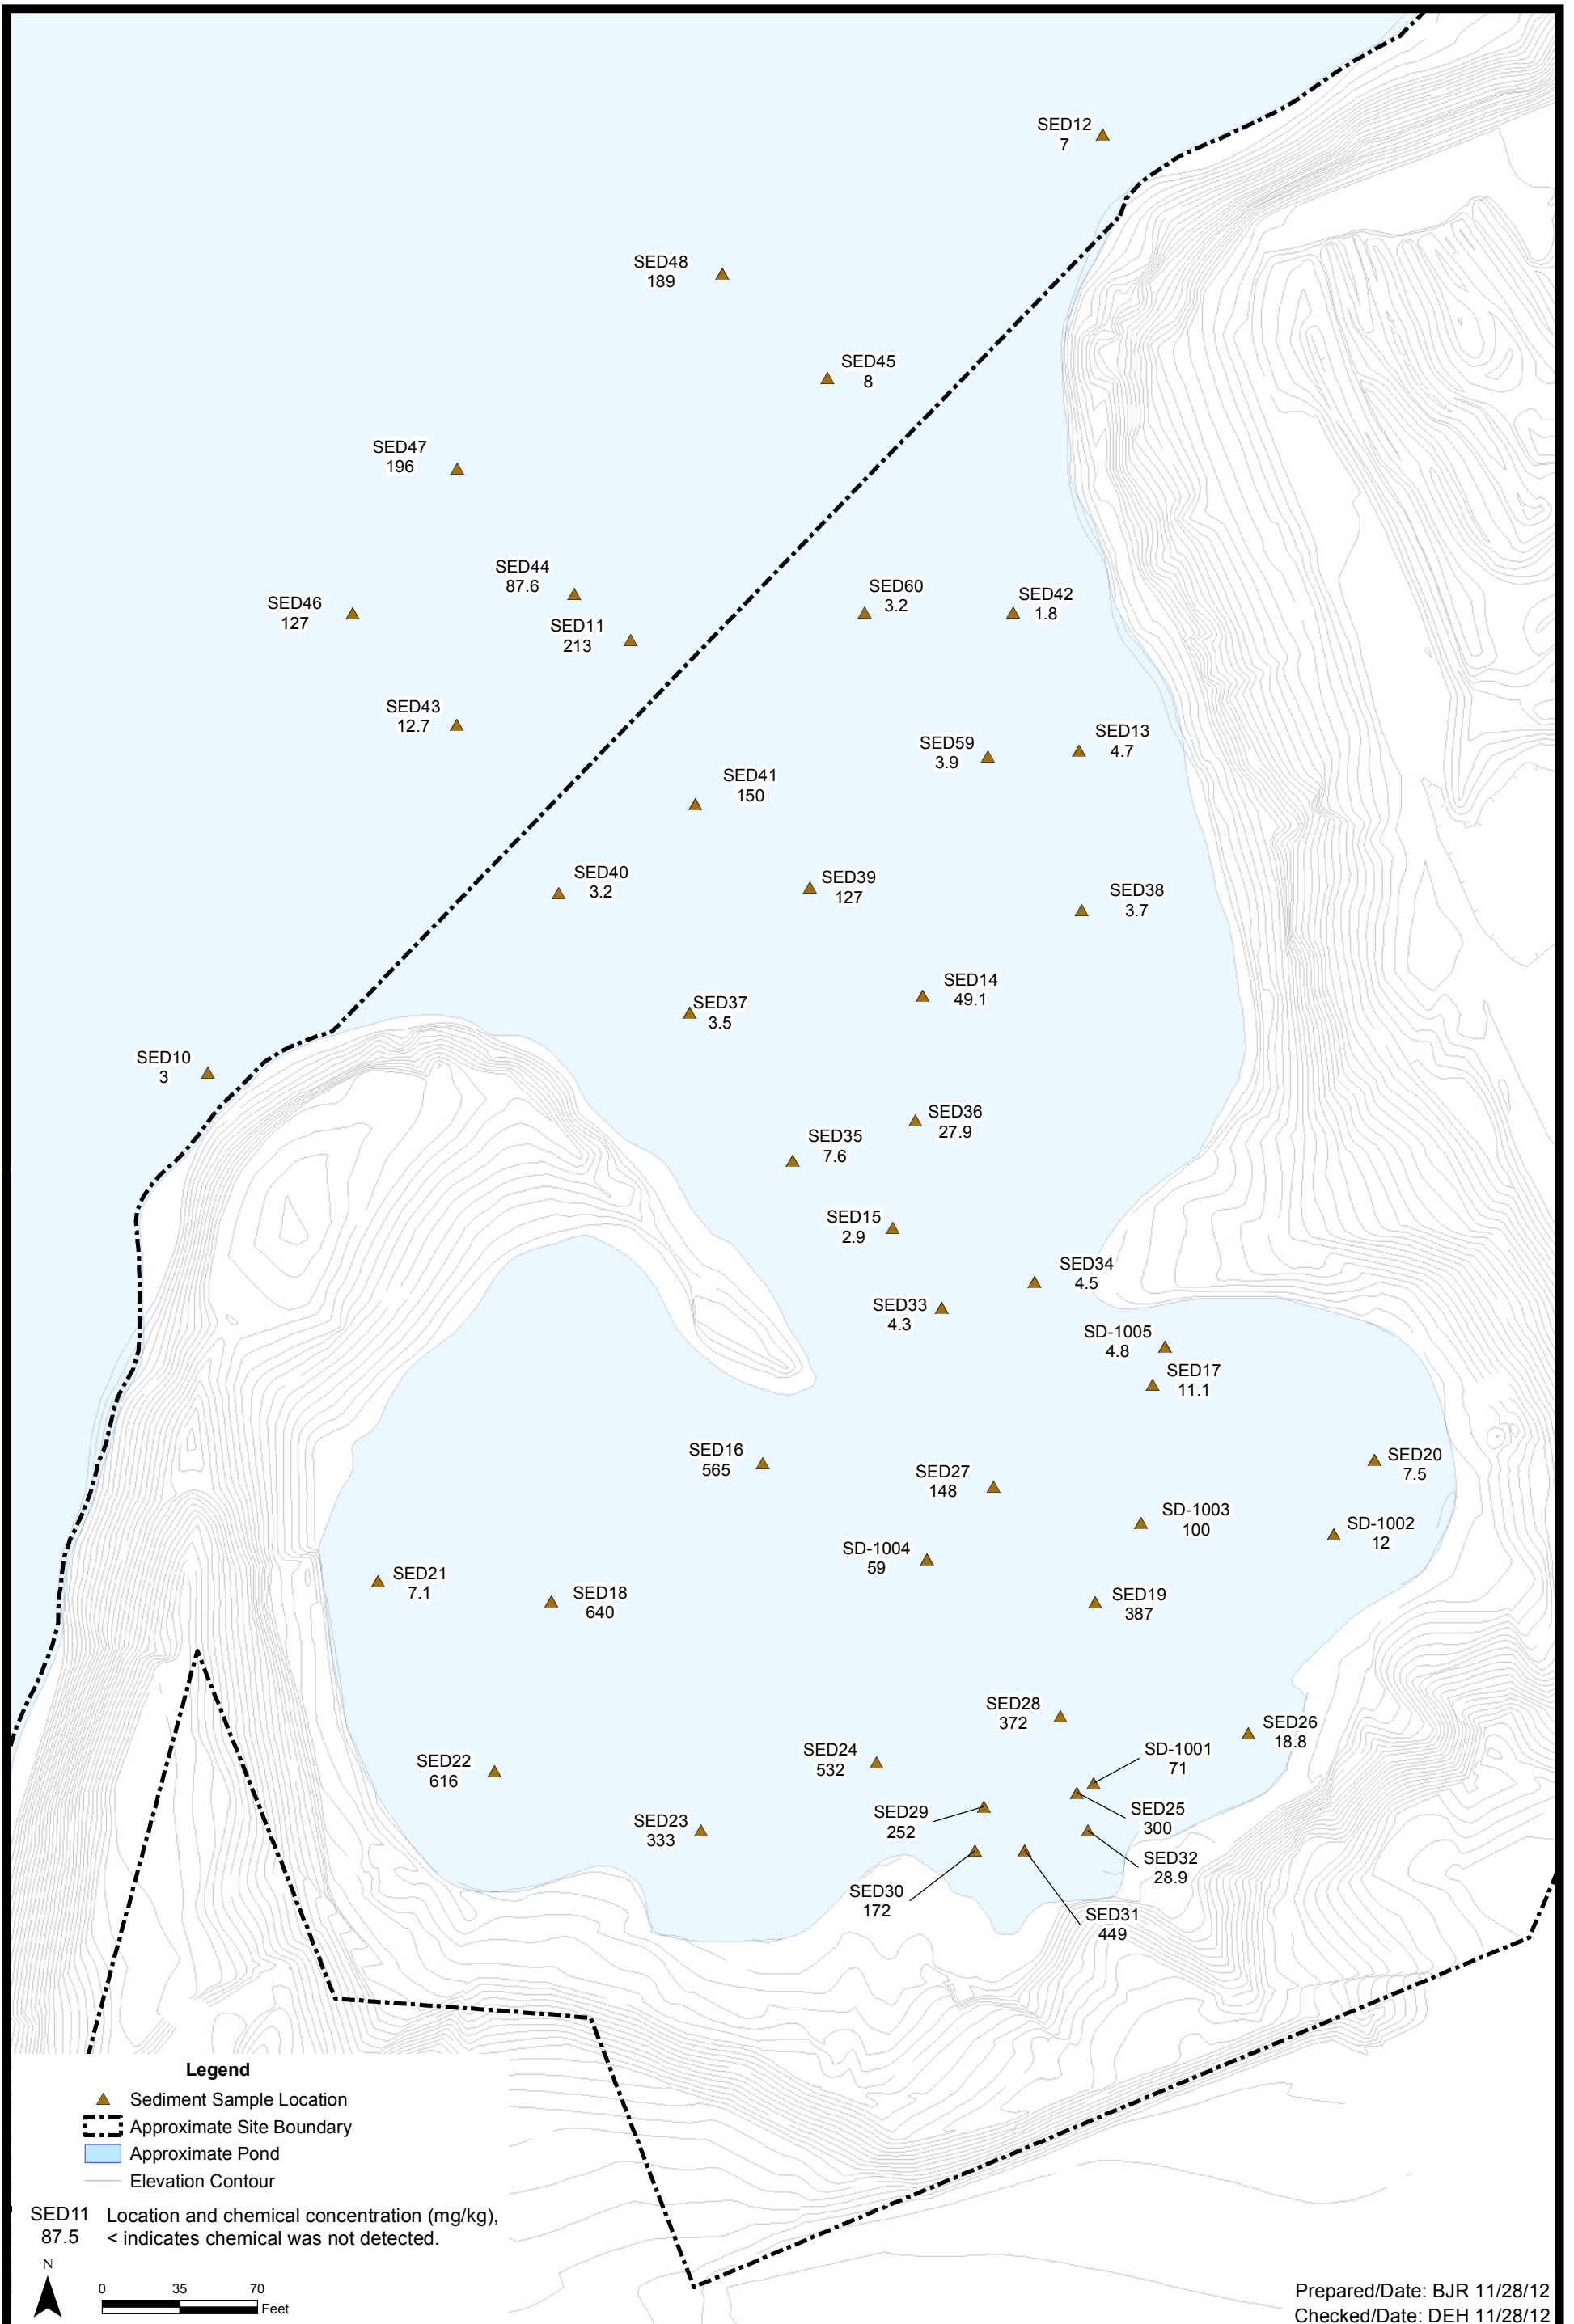 SED12
7
SED48
189
SED45
8
SED47
196
SED44
87.6
SED60
3.2
SED42
1.8
SED46
127
SED11
213
SED43
12.7
SED59
3.9
SED13
4.7
SED41
150
SED40
3.2
SED39
127
SED38
3.7
SED14
49.1
SED37
3.5
SED10
3
SED36
27.9
SED35
7.6
SED15
2.9
SED34
4.5
SED33
4.3
SD-1005
4.8
SED17
11.1
SED16
565
SED20
7.5
SED27
148
SD-1003
100
SD-1002
12
SD-1004
59
SED21
7.1
SED18
640
SED19
387
SED28
372
SED26
18.8
SED24
532
SD-1001
71
SED22
616
SED29
252
SED25
300
SED23
333
SED32
28.9
SED30
172
SED31
449
Legend
Sediment Sample Location
Approximate Site Boundary
Approximate Pond
Elevation Contour
SED11 Location and chemical concentration (mg/kg),
87.5 < indicates chemical was not detected.
N
0 35 70
Feet
Prepared/Date: BJR 11/28/12
Checked/Date: DEH 11/28/12